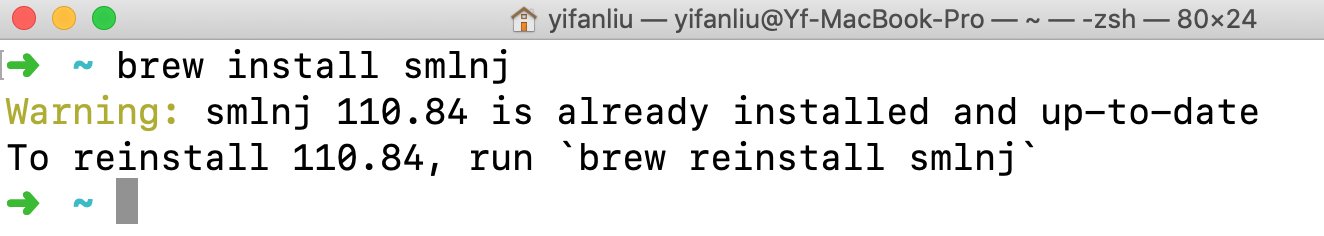 yifanliu — yifanliu@Yf-MacBook-Pro — ~ — -zsh — 80×24
➜ ~ brew install smlnj
Warning: smlnj 110.84 is already installed and up-to-date
To reinstall 110.84, run `brew reinstall smlnj`
➜ ~